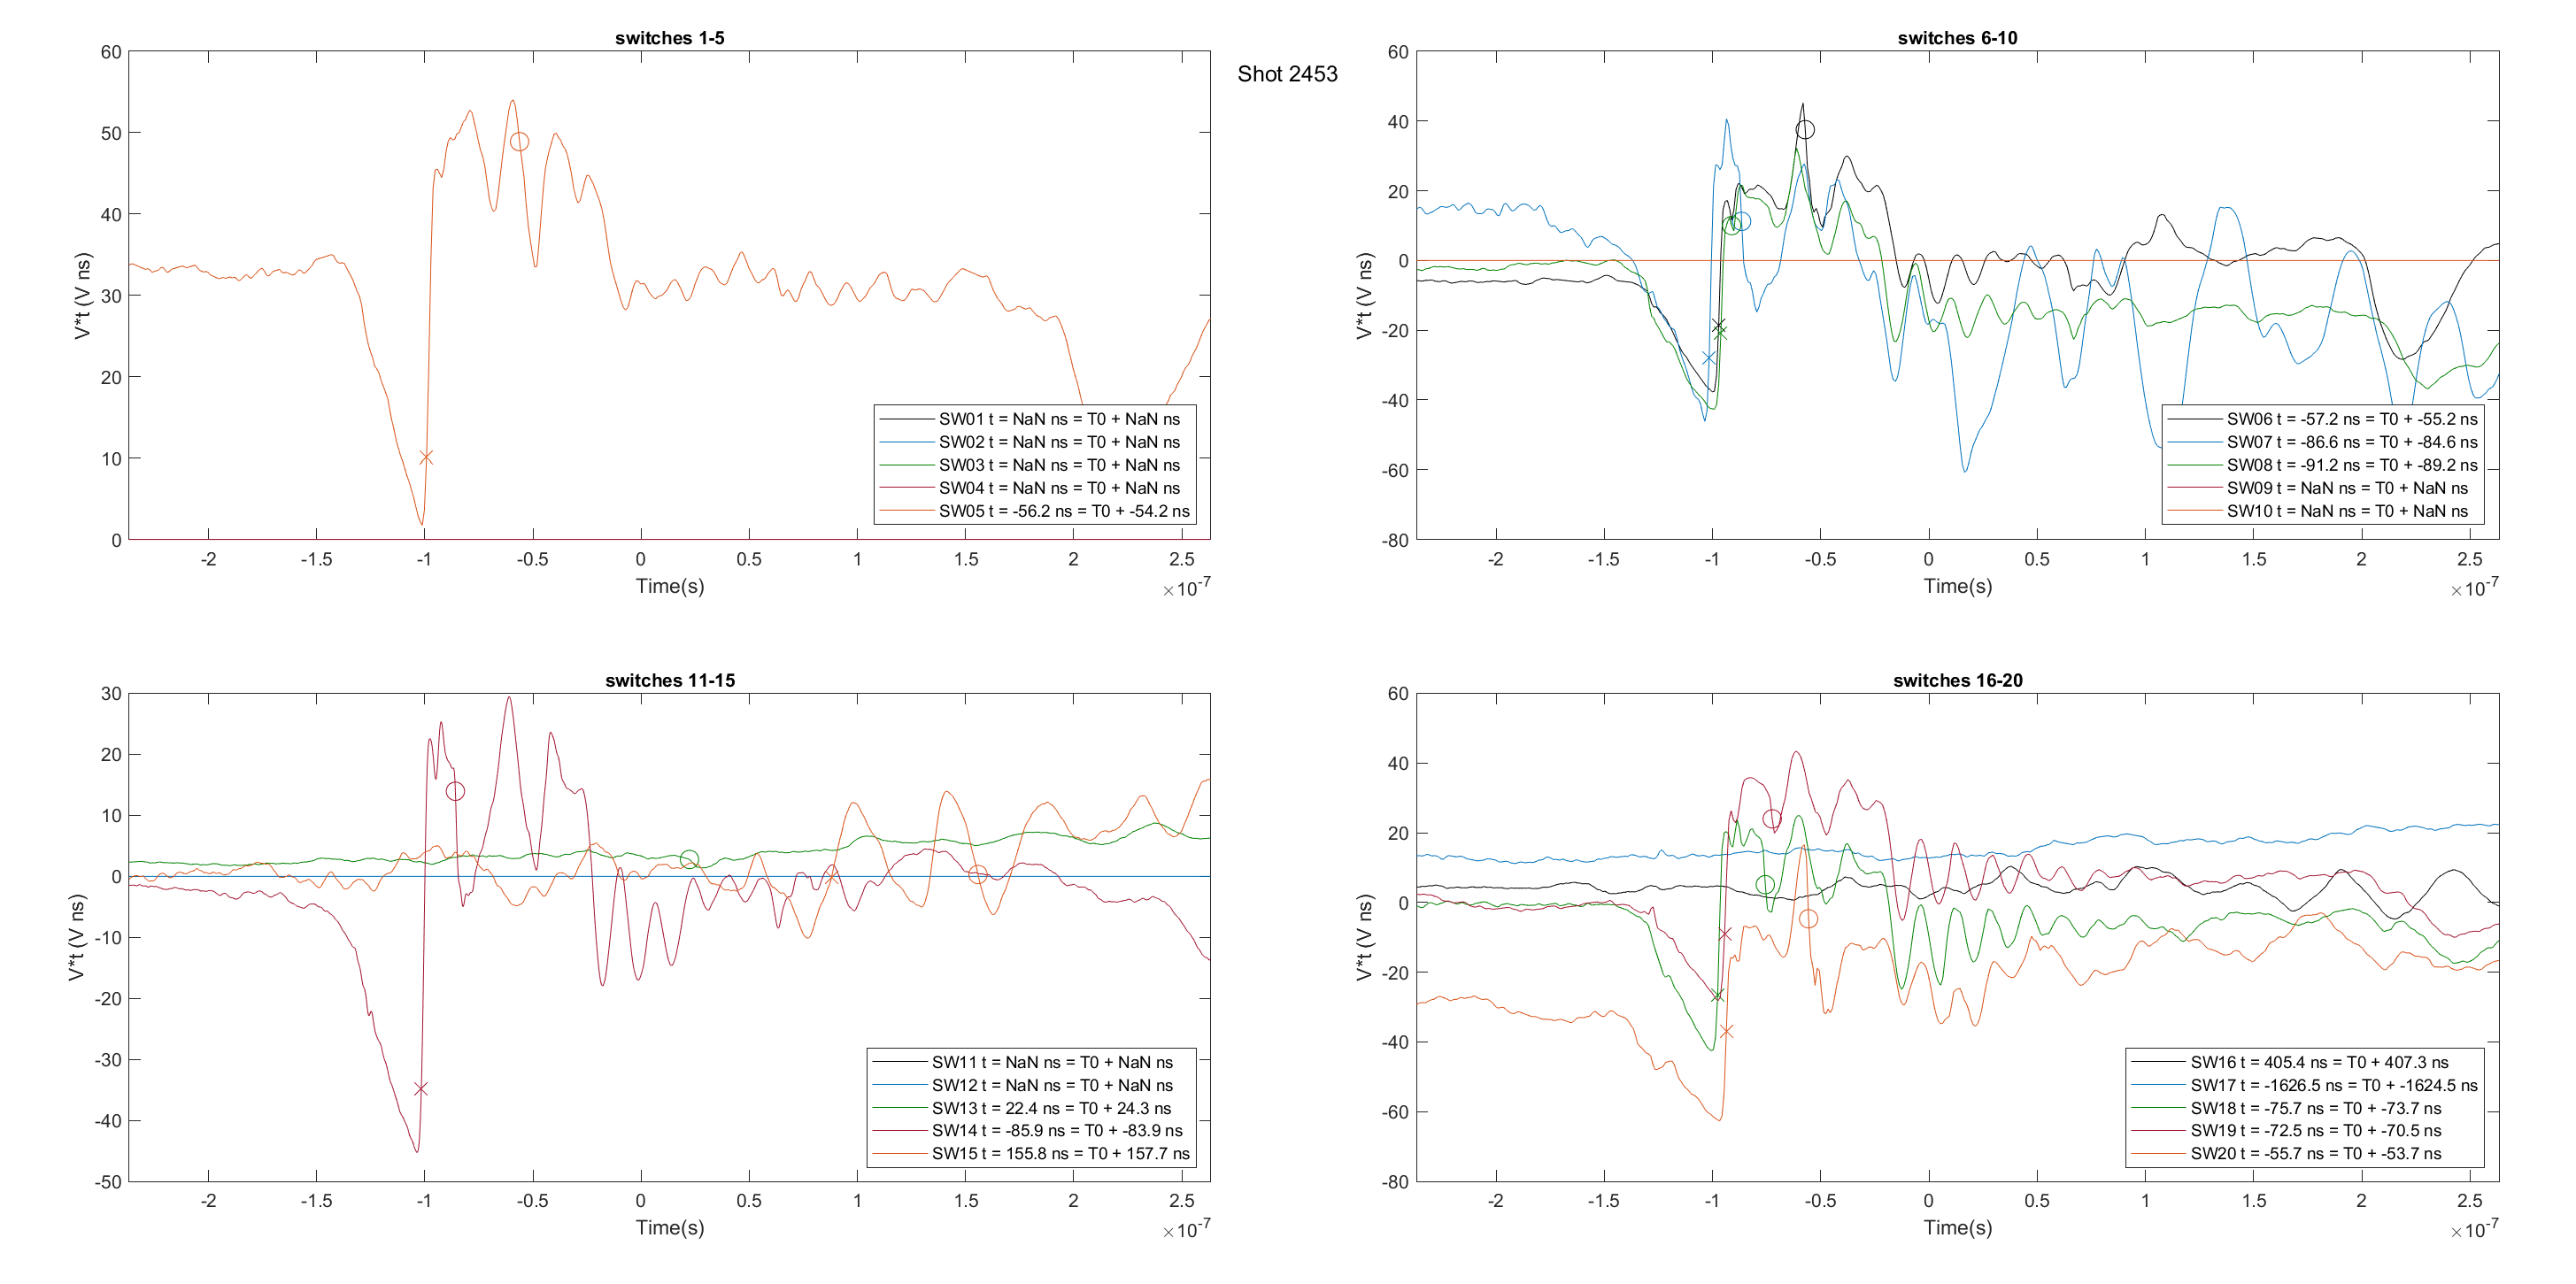 Shot 2453
switches 1-5
60
50
40
30
20
10
0
V*t (V ns)
-2 -1.5 -1 -0.5 0 0.5 1 1.5 2 2.5
Time(s)
×10-7
SW01 t = NaN ns = T0 + NaN ns
SW02 t = NaN ns = T0 + NaN ns
SW03 t = NaN ns = T0 + NaN ns
SW04 t = NaN ns = T0 + NaN ns
SW05 t = -56.2 ns = T0 + -54.2 ns
switches 6-10
60
40
20
0
-20
-40
-60
-80
V*t (V ns)
-2 -1.5 -1 -0.5 0 0.5 1 1.5 2 2.5
Time(s)
×10-7
SW06 t = -57.2 ns = T0 + -55.2 ns
SW07 t = -86.6 ns = T0 + -84.6 ns
SW08 t = -91.2 ns = T0 + -89.2 ns
SW09 t = NaN ns = T0 + NaN ns
SW10 t = NaN ns = T0 + NaN ns
switches 11-15
30
20
10
0
-10
-20
-30
-40
-50
V*t (V ns)
-2 -1.5 -1 -0.5 0 0.5 1 1.5 2 2.5
Time(s)
×10-7
SW11 t = NaN ns = T0 + NaN ns
SW12 t = NaN ns = T0 + NaN ns
SW13 t = 22.4 ns = T0 + 24.3 ns
SW14 t = -85.9 ns = T0 + -83.9 ns
SW15 t = 155.8 ns = T0 + 157.7 ns
switches 16-20
60
40
20
0
-20
-40
-60
-80
V*t (V ns)
-2 -1.5 -1 -0.5 0 0.5 1 1.5 2 2.5
Time(s)
×10-7
SW16 t = 405.4 ns = T0 + 407.3 ns
SW17 t = -1626.5 ns = T0 + -1624.5 ns
SW18 t = -75.7 ns = T0 + -73.7 ns
SW19 t = -72.5 ns = T0 + -70.5 ns
SW20 t = -55.7 ns = T0 + -53.7 ns